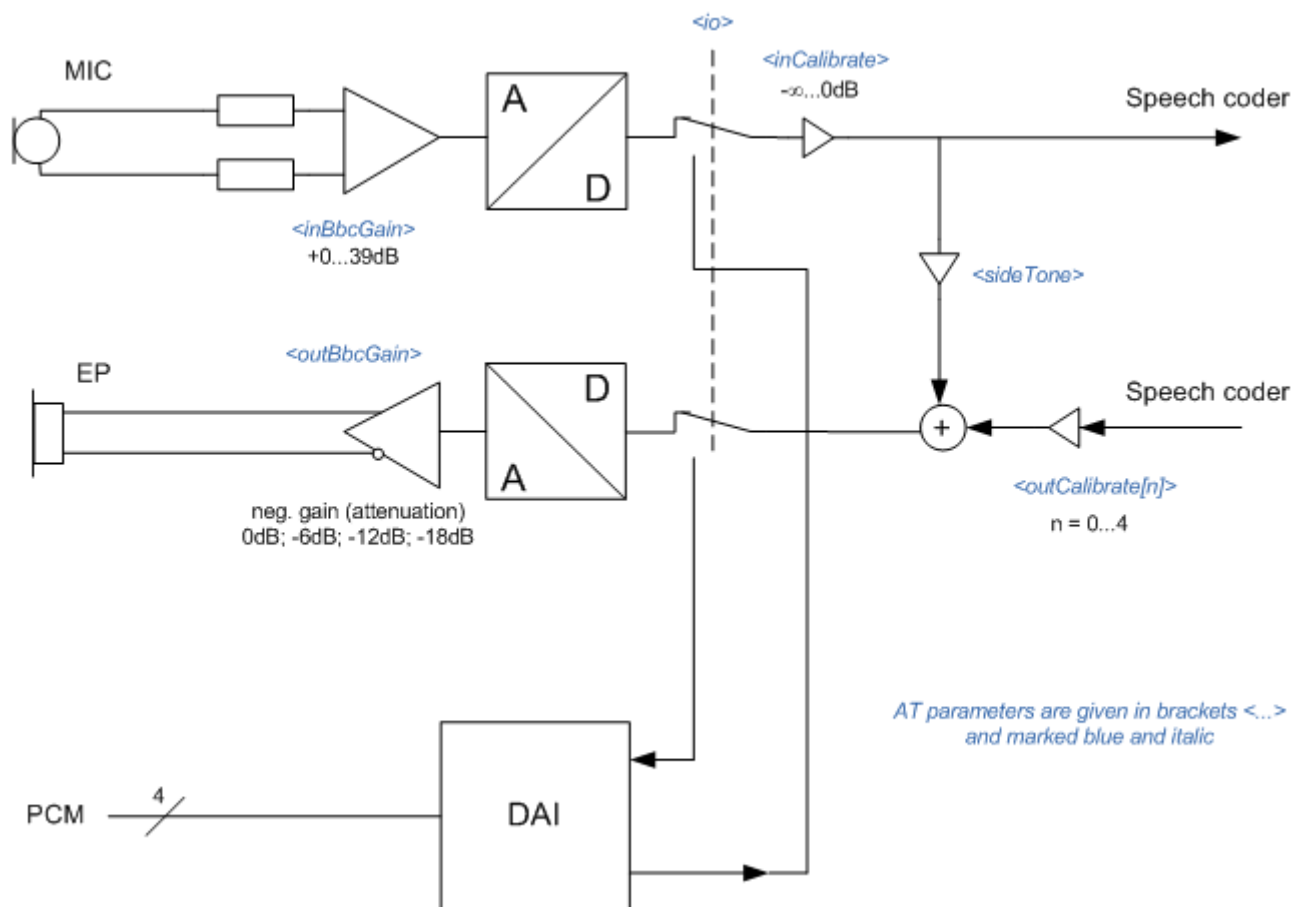 <io>
MIC
<inCalibrate>
-∞...0dB
Speech coder
A
D
<inBbcGain>
+0...39dB
<sideTone>
<outBbcGain>
EP
D
A
Speech coder
+
<outCalibrate[n]>
n = 0...4
neg. gain (attenuation)
0dB; -6dB; -12dB; -18dB
AT parameters are given in brackets <...>
and marked blue and italic
4
PCM
DAI